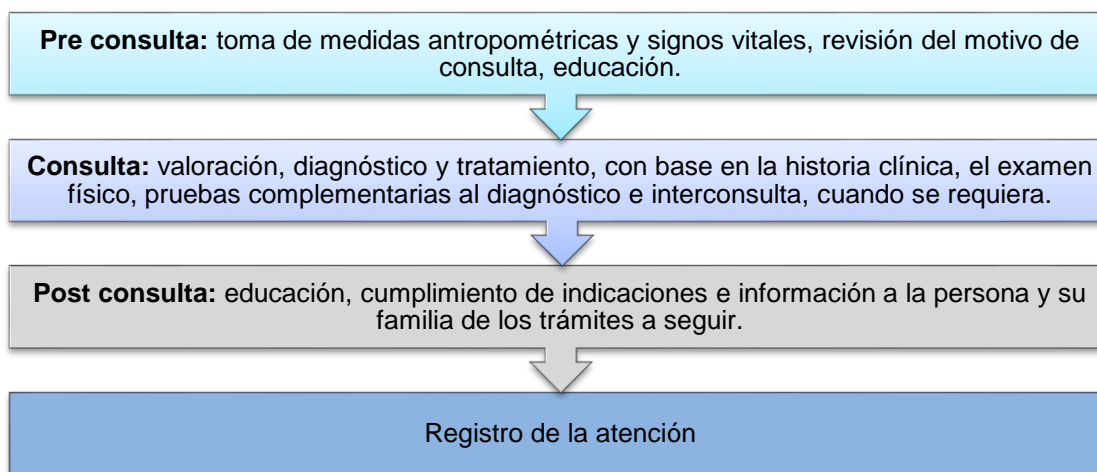 Pre consulta: toma de medidas antropométricas y signos vitales, revisión del motivo de
consulta, educación.
Consulta: valoración, diagnóstico y tratamiento, con base en la historia clínica, el examen
físico, pruebas complementarias al diagnóstico e interconsulta, cuando se requiera.
Post consulta: educación, cumplimiento de indicaciones e información a la persona y su
familia de los trámites a seguir.
Registro de la atención